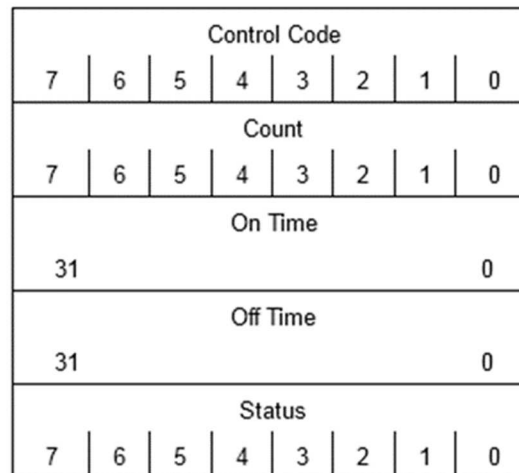 Control Code
7 6 5 4 3 2 1 0
Count
7 6 5 4 3 2 1 0
On Time
31 0
Off Time
31 0
Status
7 6 5 4 3 2 1 0